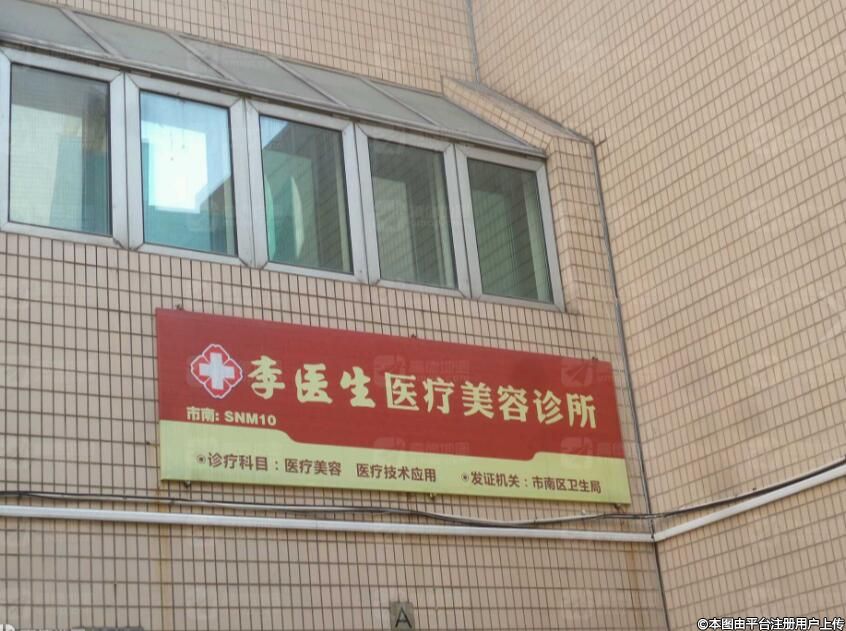 李医生医疗美容诊所
市南: SNM10
◉诊疗科目：医疗美容 医疗技术应用 ◉发证机关：市南区卫生局
A
©本图由平台注册用户上传